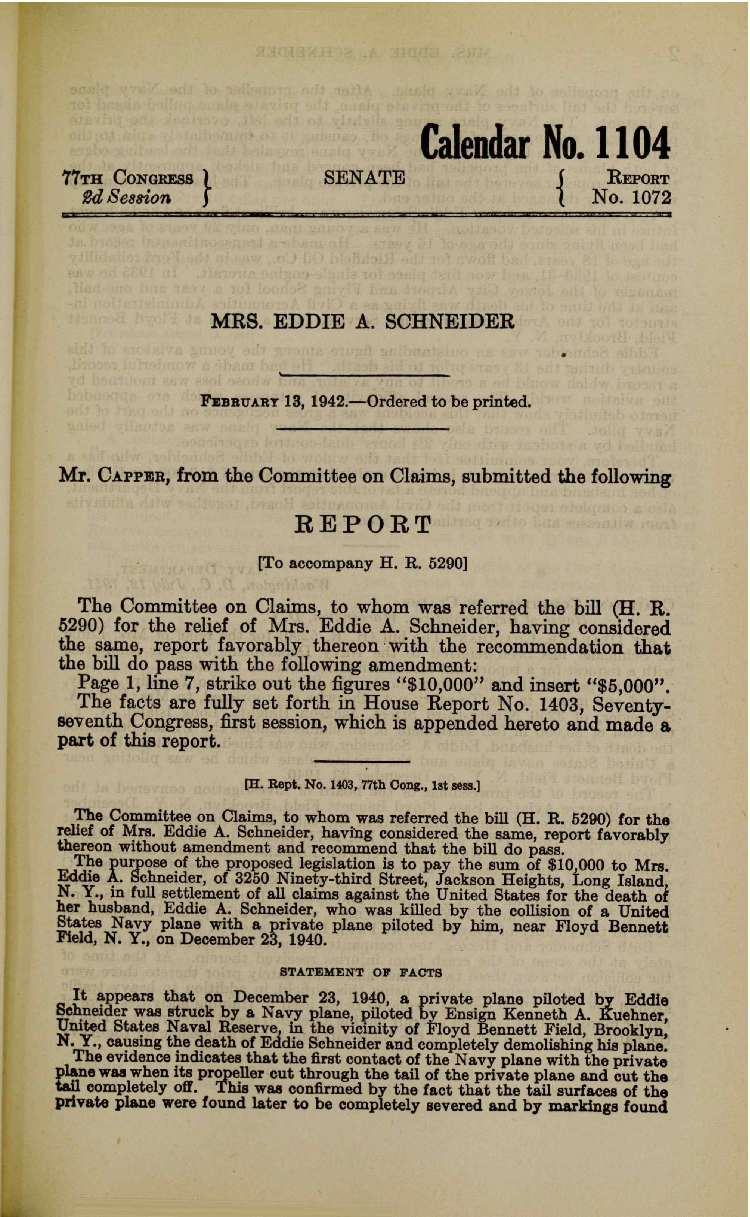 Calendar No. 1104
77TH CONGRESS } SENATE { REPORT
2d Session } { No. 1072
MRS. EDDIE A. SCHNEIDER
FEBRUARY 13, 1942.—Ordered to be printed.
Mr. CAPPER, from the Committee on Claims, submitted the following
REPORT
[To accompany H. R. 5290]
The Committee on Claims, to whom was referred the bill (H. R.
5290) for the relief of Mrs. Eddie A. Schneider, having considered
the same, report favorably thereon with the recommendation that
the bill do pass with the following amendment:
Page 1, line 7, strike out the figures “$10,000” and insert “$5,000”.
The facts are fully set forth in House Report No. 1403, Seventy-
seventh Congress, first session, which is appended hereto and made a
part of this report.
[H. Rept. No. 1403, 77th Cong., 1st sess.]
The Committee on Claims, to whom was referred the bill (H. R. 5290) for the
relief of Mrs. Eddie A. Schneider, having considered the same, report favorably
thereon without amendment and recommend that the bill do pass.
The purpose of the proposed legislation is to pay the sum of $10,000 to Mrs.
Eddie A. Schneider, of 3250 Ninety-third Street, Jackson Heights, Long Island,
N. Y., in full settlement of all claims against the United States for the death of
her husband, Eddie A. Schneider, who was killed by the collision of a United
States Navy plane with a private plane piloted by him, near Floyd Bennett
Field, N. Y., on December 23, 1940.
STATEMENT OF FACTS
It appears that on December 23, 1940, a private plane piloted by Eddie
Schneider was struck by a Navy plane, piloted by Ensign Kenneth A. Kuehner,
United States Naval Reserve, in the vicinity of Floyd Bennett Field, Brooklyn,
N. Y., causing the death of Eddie Schneider and completely demolishing his plane.
The evidence indicates that the first contact of the Navy plane with the private
plane was when its propeller cut through the tail of the private plane and cut the
tail completely off. This was confirmed by the fact that the tail surfaces of the
private plane were found later to be completely severed and by markings found